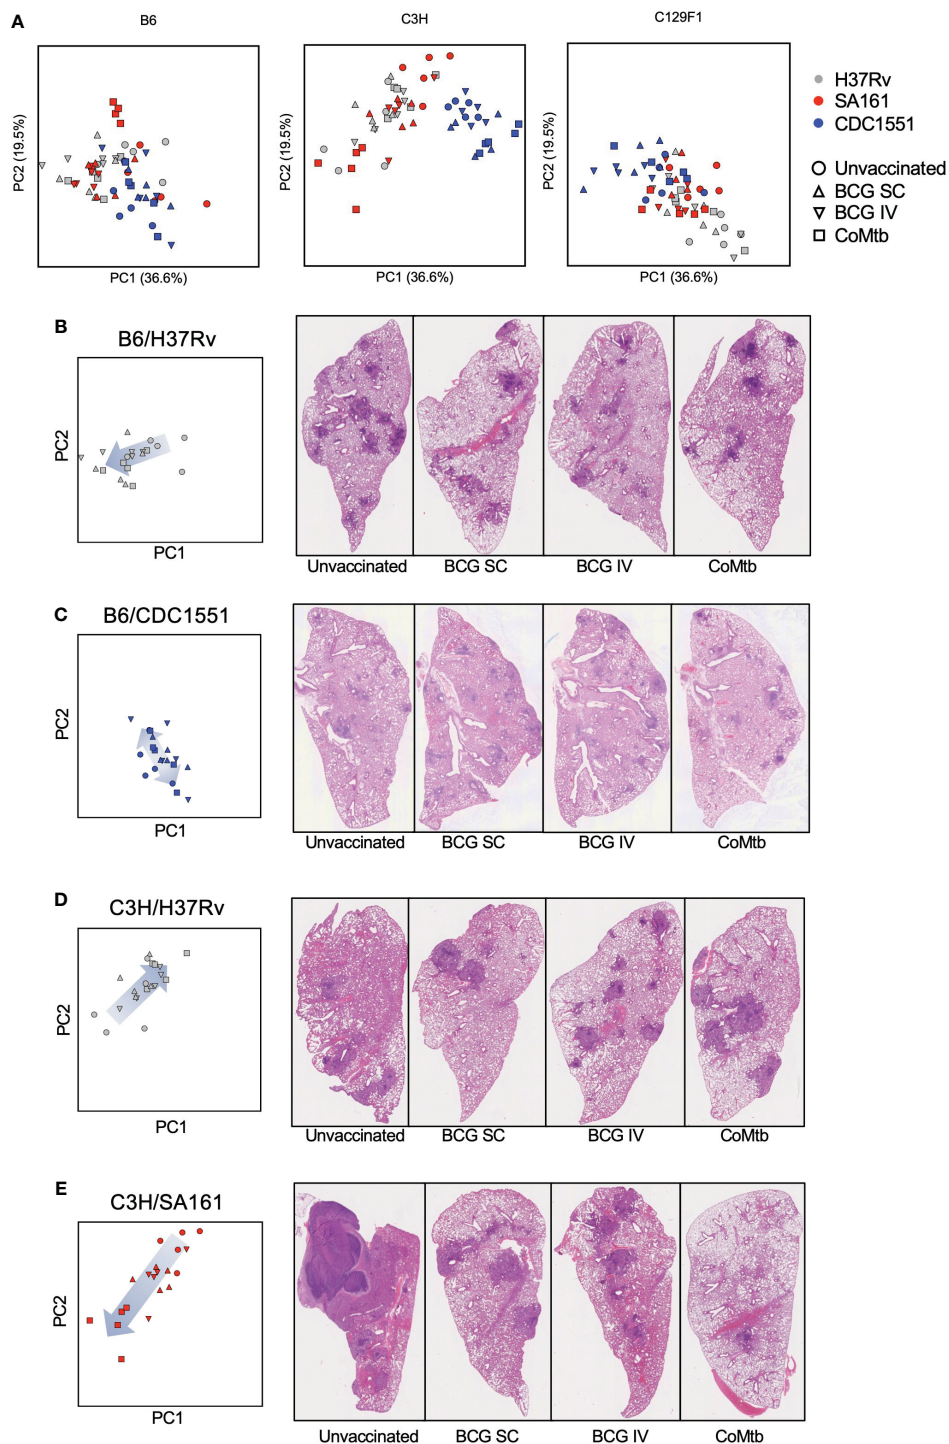 A
B6
C3H
C129F1
PC2 (19.5%)
PC1 (36.6%)
PC2 (19.5%)
PC1 (36.6%)
PC2 (19.5%)
PC1 (36.6%)
H37Rv
SA161
CDC1551
Unvaccinated
BCG SC
BCG IV
CoMtb
B
B6/H37Rv
PC2
PC1
Unvaccinated
BCG SC
BCG IV
CoMtb
C
B6/CDC1551
PC2
PC1
Unvaccinated
BCG SC
BCG IV
CoMtb
D
C3H/H37Rv
PC2
PC1
Unvaccinated
BCG SC
BCG IV
CoMtb
E
C3H/SA161
PC2
PC1
Unvaccinated
BCG SC
BCG IV
CoMtb